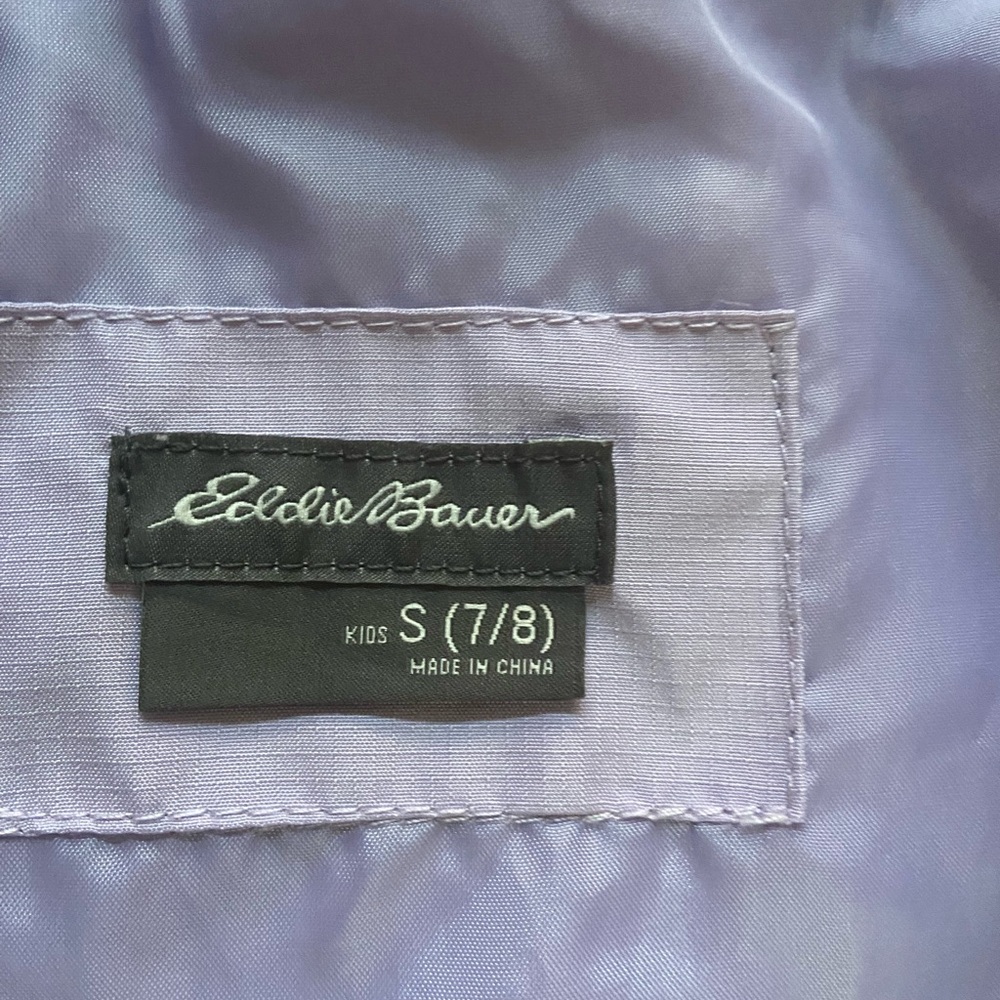 Eddie Bauer
KIDS S (7/8)
MADE IN CHINA